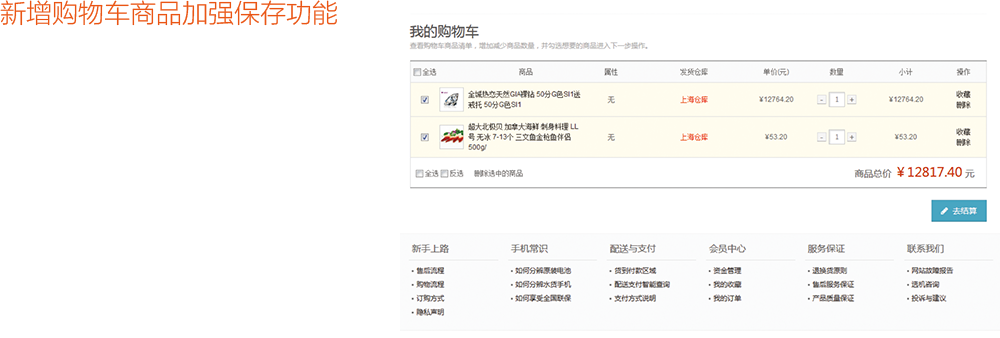 新增购物车商品加强保存功能
我的购物车
查看购物车商品清单，增加减少商品数量，并勾选想要的商品进入下一步操作。
全选 商品 属性 发货仓库 单价(元) 数量 小计 操作
全城热恋天然GIA裸钻 50分G色SI1送
戒托 50分G色SI1
无 上海仓库 ¥12764.20 - 1 + ¥12764.20
收藏
删除
超大北极贝 加拿大海鲜 刺身料理 LL
号 无冰 7-13个 三文鱼金枪鱼伴侣
500g/
无 上海仓库 ¥53.20 - 1 + ¥53.20
收藏
删除
全选 反选 删除选中的商品 商品总价 ¥12817.40 元
去结算
新手上路 手机常识 配送与支付 会员中心 服务保证 联系我们
• 售后流程 • 如何分辨原装电池 • 货到付款区域 • 资金管理 • 退换货原则 • 网站故障报告
• 购物流程 • 如何分辨水货手机 • 配送支付智能查询 • 我的收藏 • 售后服务保证 • 选机咨询
• 订购方式 • 如何享受全国联保 • 支付方式说明 • 我的订单 • 产品质量保证 • 投诉与建议
• 隐私声明